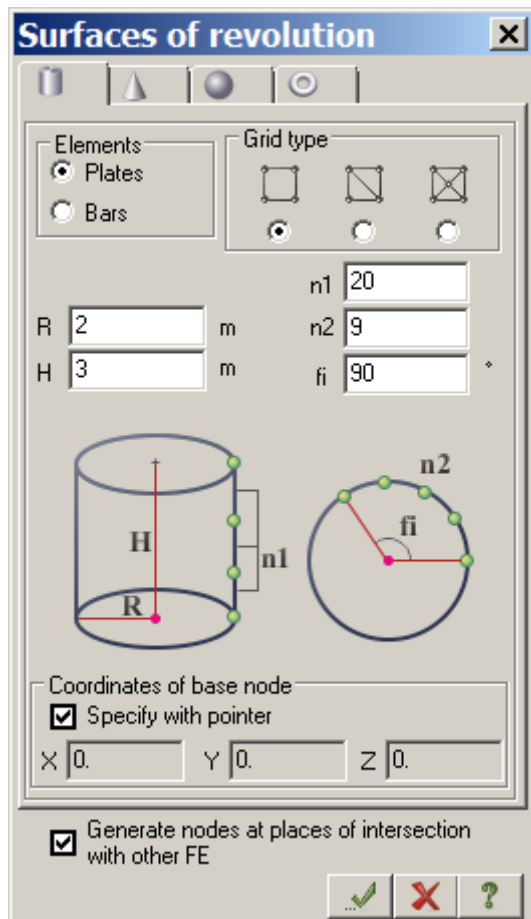 Surfaces of revolution
Elements
Plates
Bars
Grid type
n1 20
R 2 m n2 9
H 3 m fi 90 °
H
R
n1
n2
fi
Coordinates of base node
Specify with pointer
X 0. Y 0. Z 0.
Generate nodes at places of intersection
with other FE
?